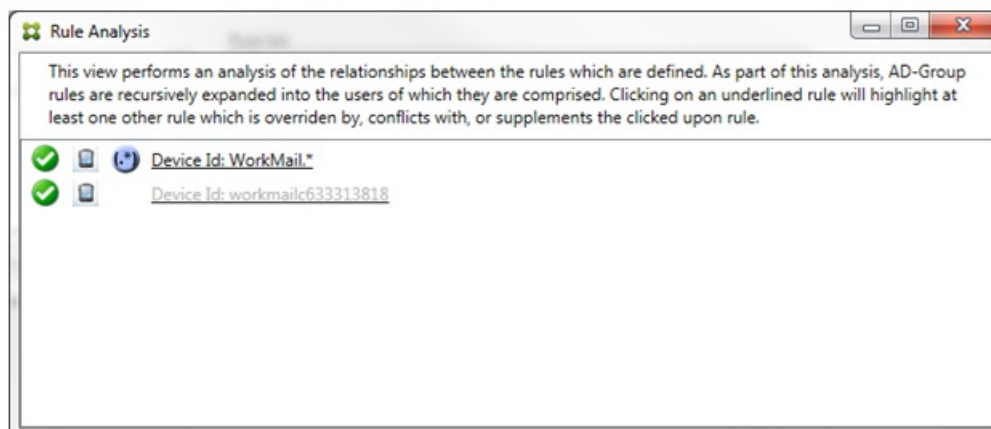 Rule Analysis
This view performs an analysis of the relationships between the rules which are defined. As part of this analysis, AD-Group
rules are recursively expanded into the users of which they are comprised. Clicking on an underlined rule will highlight at
least one other rule which is overriden by, conflicts with, or supplements the clicked upon rule.
(.*) Device Id: WorkMail.*
Device Id: workmailc633313818